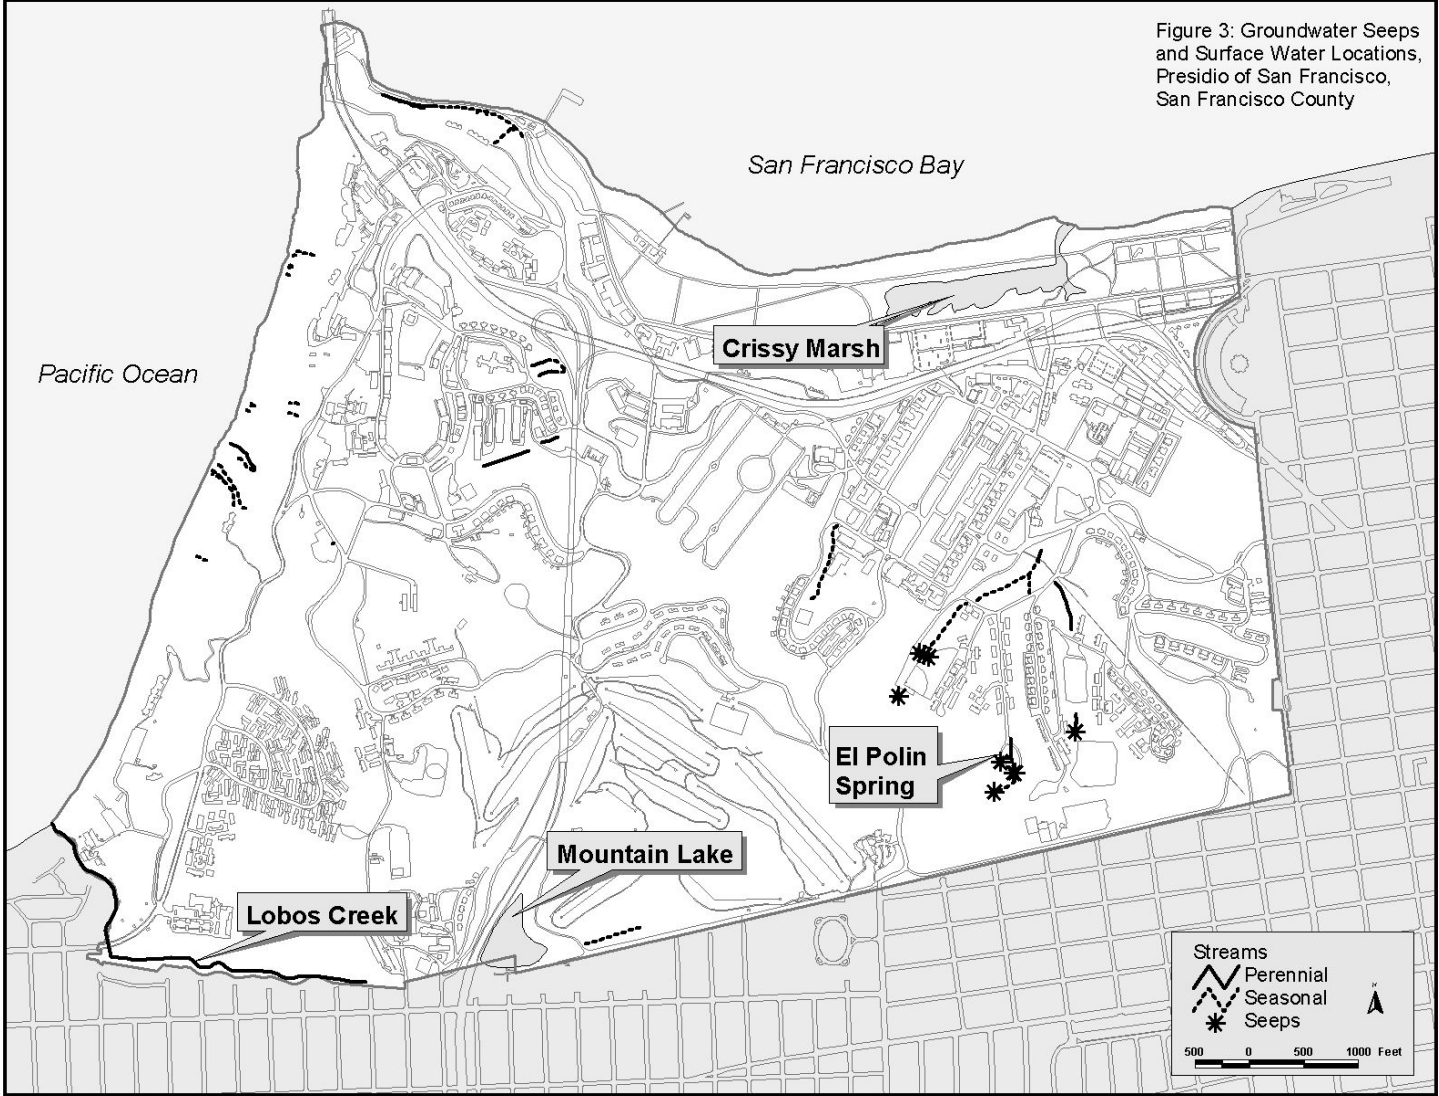 Figure 3: Groundwater Seeps
and Surface Water Locations,
Presidio of San Francisco,
San Francisco County
San Francisco Bay
Pacific Ocean
Crissy Marsh
El Polin
Spring
Mountain Lake
Lobos Creek
Streams
Perennial
Seasonal
Seeps
N
500 0 500 1000 Feet